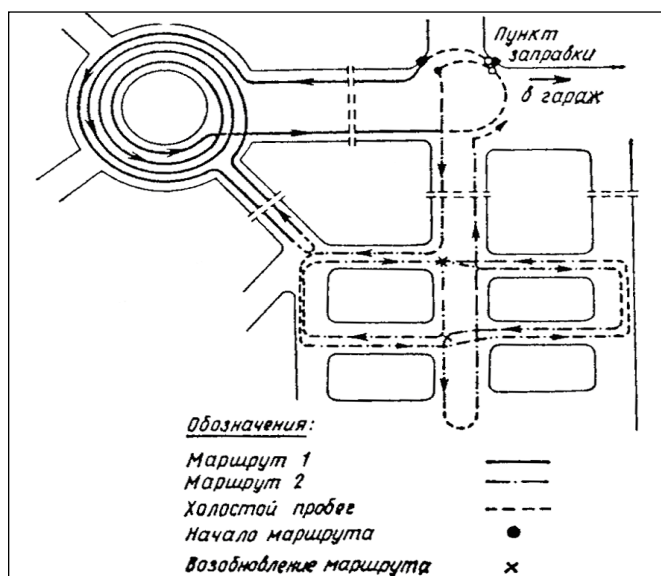 Пункт
заправки
в гараж
Обозначения:
Маршрут 1
Маршрут 2
Холостой пробег
Начало маршрута
Возобновление маршрута